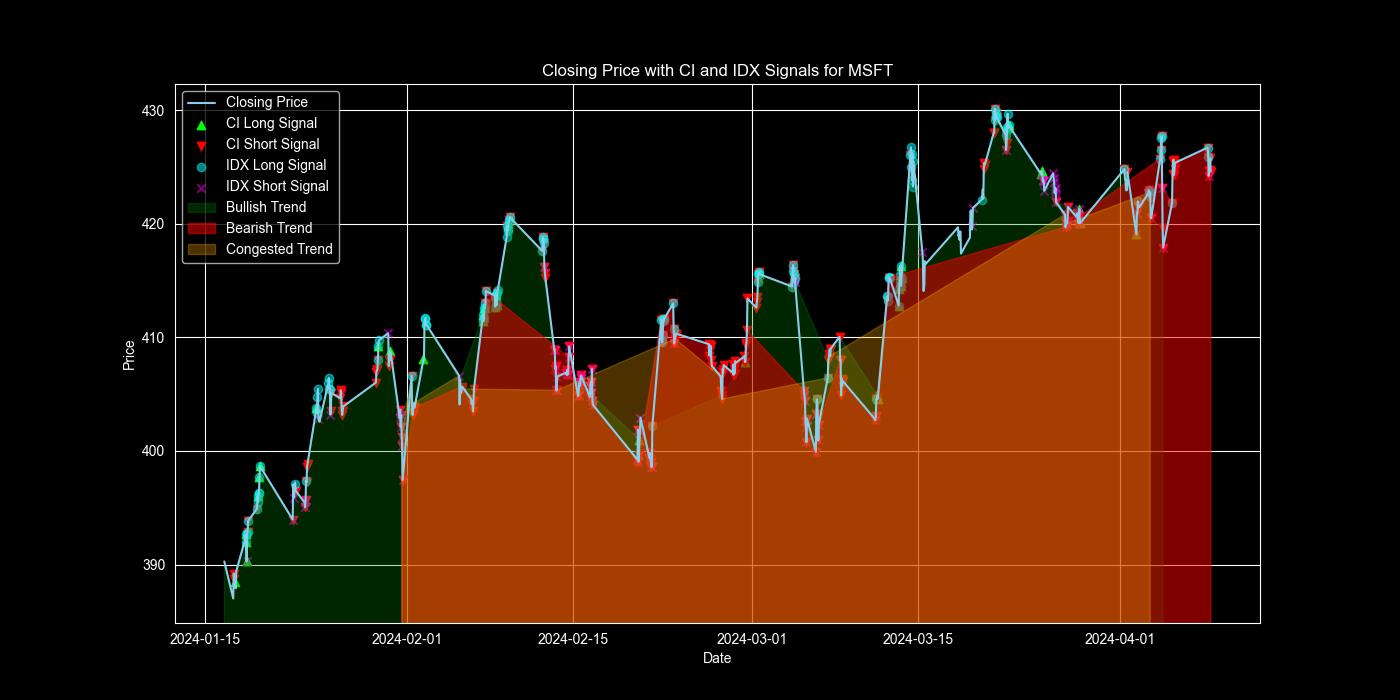 Closing Price with CI and IDX Signals for MSFT
Closing Price
CI Long Signal
CI Short Signal
IDX Long Signal
IDX Short Signal
Bullish Trend
Bearish Trend
Congested Trend
430
420
410
400
390
Price
2024-01-15 2024-02-01 2024-02-15 2024-03-01 2024-03-15 2024-04-01
Date